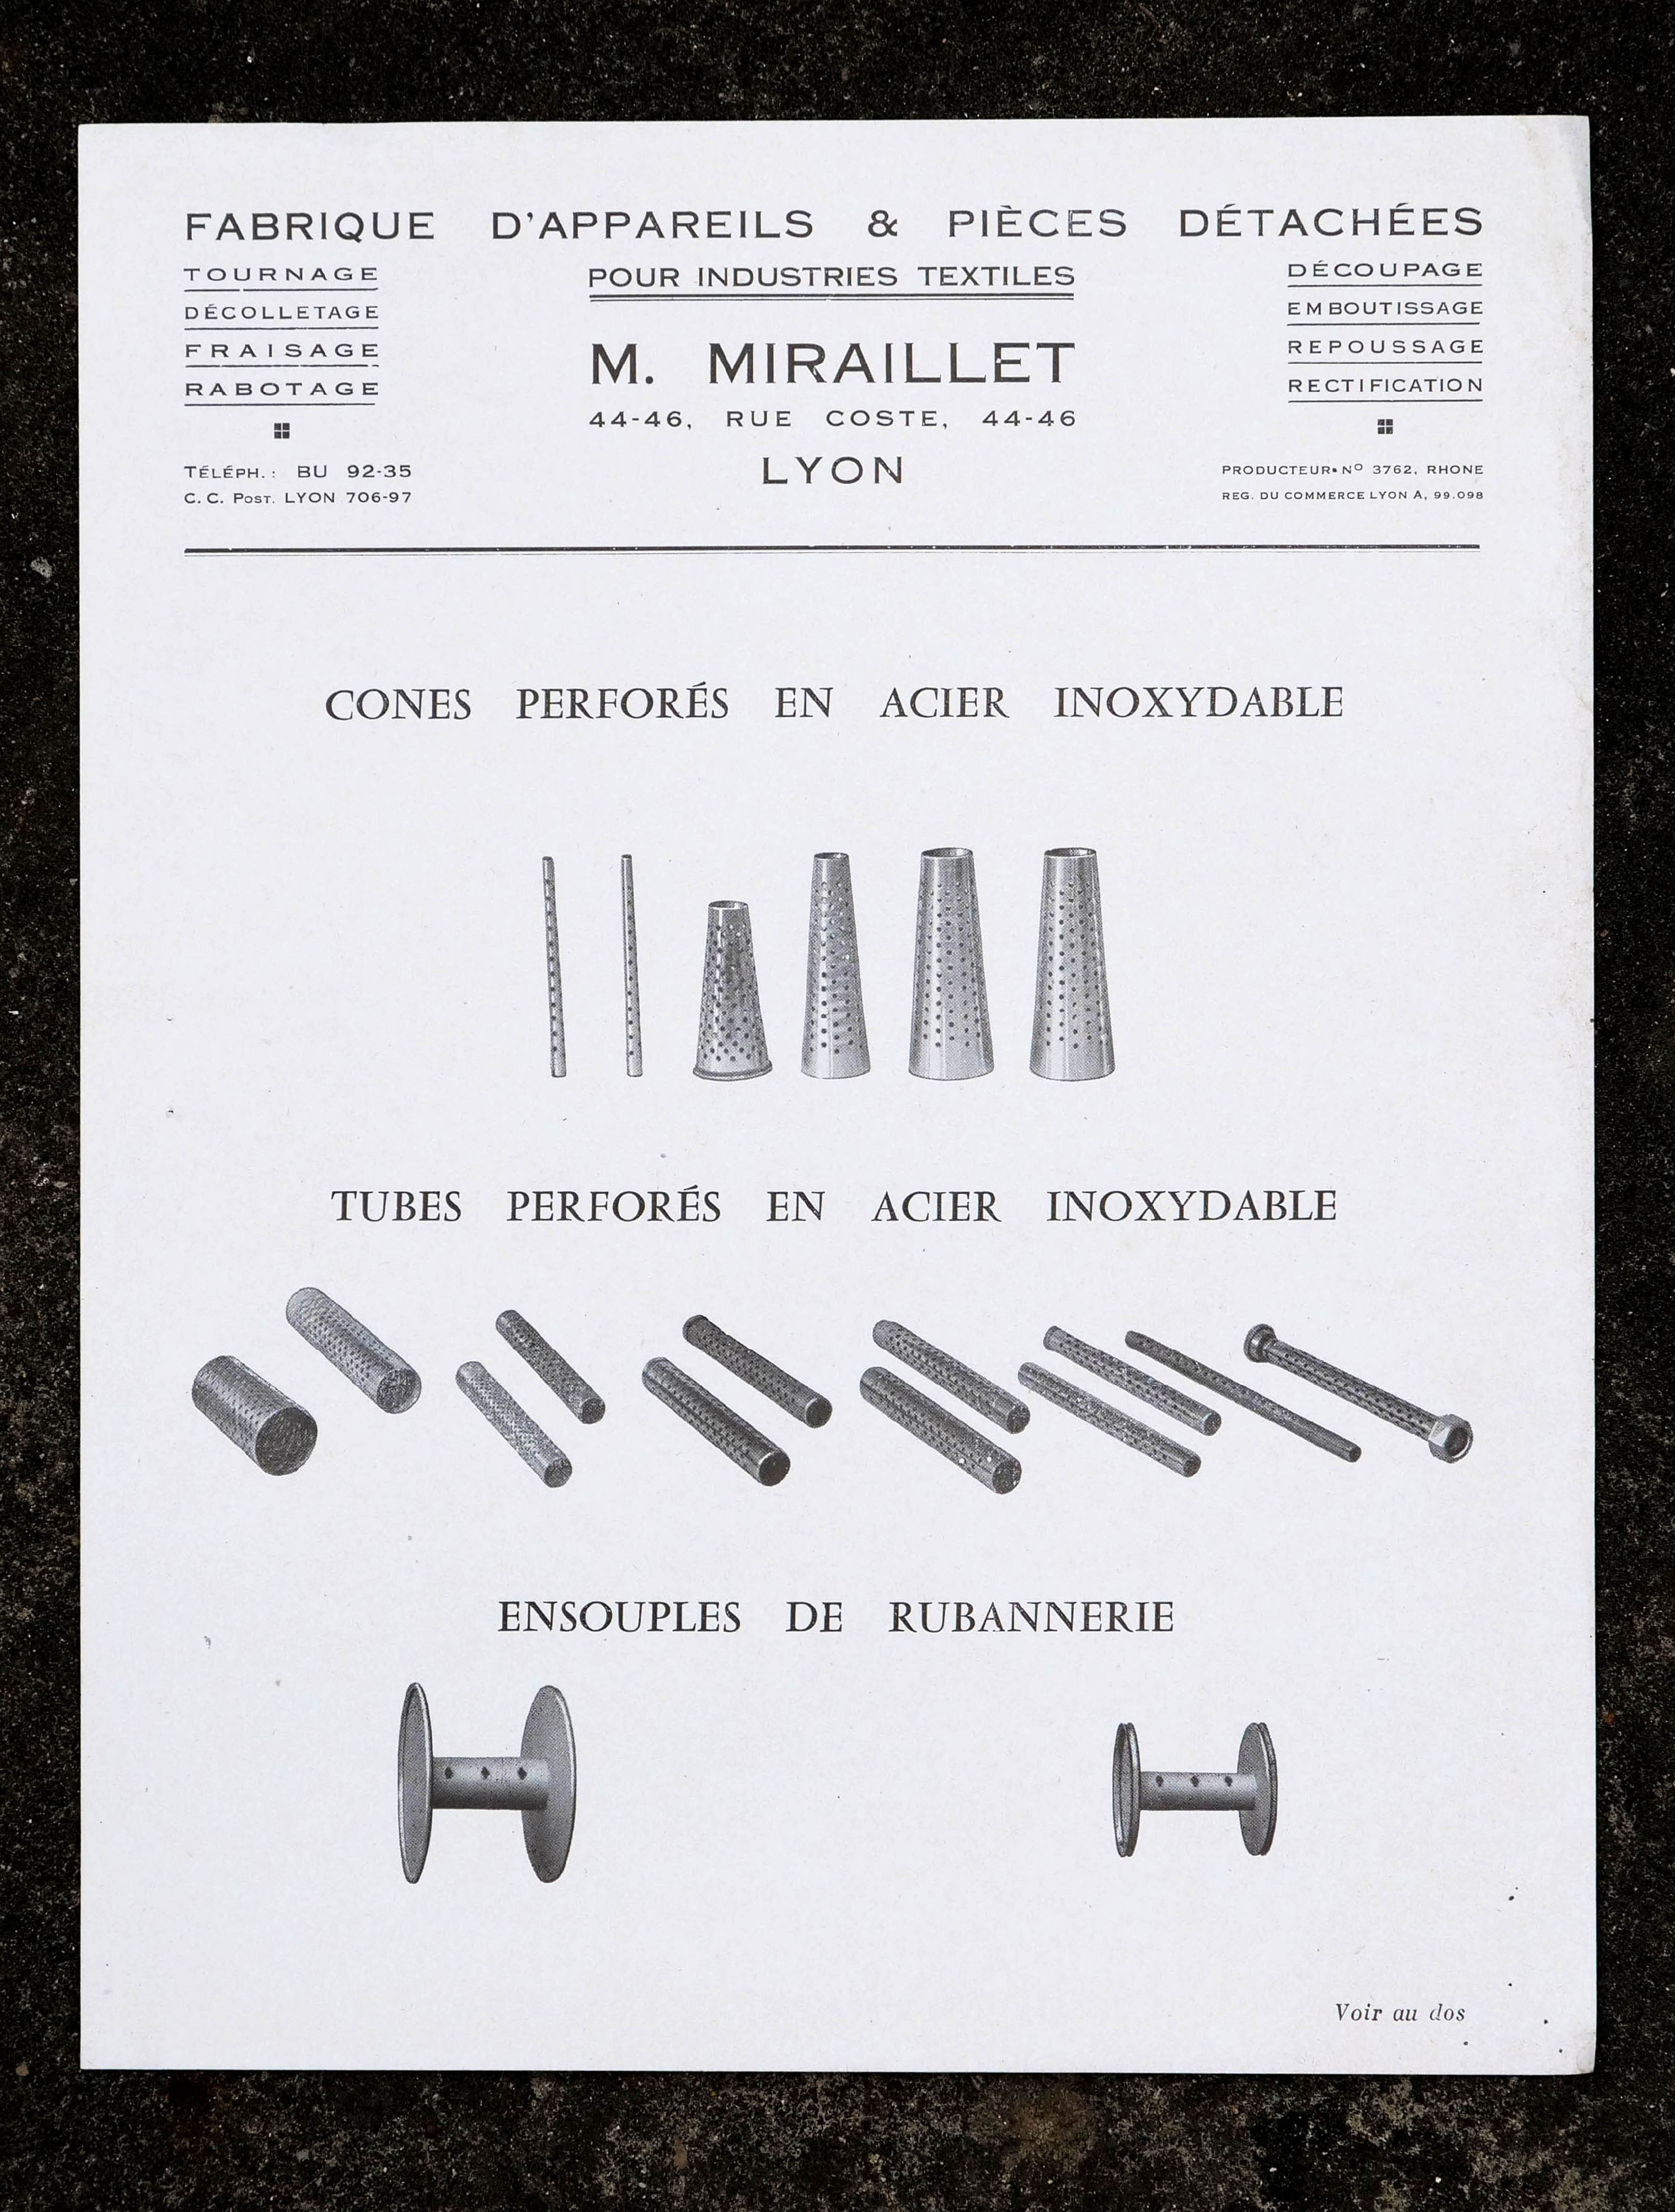 FABRIQUE D'APPAREILS & PIÈCES DÉTACHÉES
POUR INDUSTRIES TEXTILES
TOURNAGE
DÉCOLLETAGE
FRAISAGE
RABOTAGE
TÉLÉPH. : BU 92-35
C. C. POST. LYON 706-97
M. MIRAILLET
44-46, RUE COSTE, 44-46
LYON
DÉCOUPAGE
EMBOUTISSAGE
REPOUSSAGE
RECTIFICATION
PRODUCTEUR Nº 3762, RHONE
REG. DU COMMERCE LYON A, 99.098
CONES PERFORÉS EN ACIER INOXYDABLE
TUBES PERFORÉS EN ACIER INOXYDABLE
ENSOUPLES DE RUBANNERIE
Voir au dos